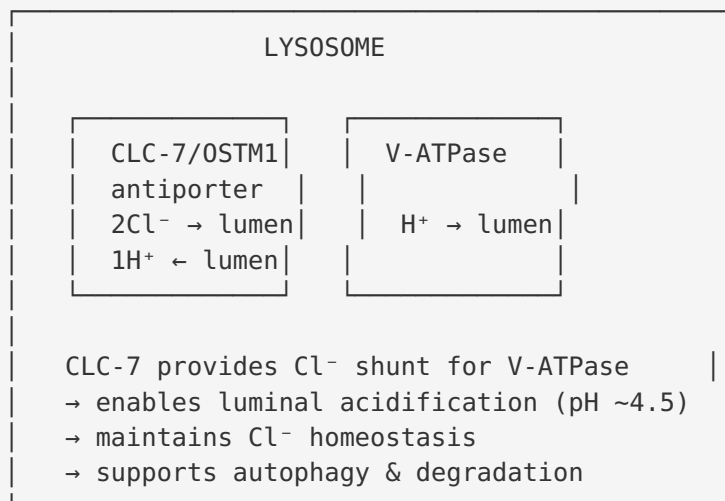 LYSOSOME
CLC-7/OSTM1 V-ATPase
antiporter
2Cl⁻ → lumen H⁺ → lumen
1H⁺ ← lumen
CLC-7 provides Cl⁻ shunt for V-ATPase
→ enables luminal acidification (pH ~4.5)
→ maintains Cl⁻ homeostasis
→ supports autophagy & degradation